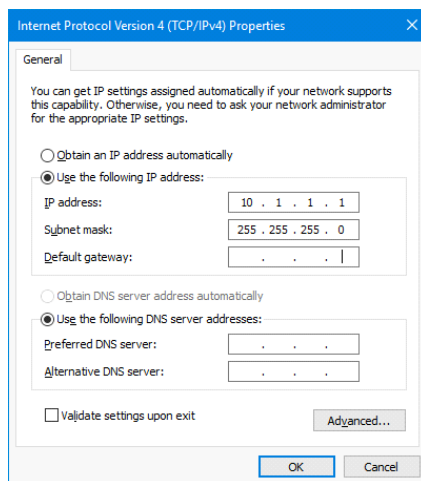 Internet Protocol Version 4 (TCP/IPv4) Properties
General
You can get IP settings assigned automatically if your network supports
this capability. Otherwise, you need to ask your network administrator
for the appropriate IP settings.
Obtain an IP address automatically
Use the following IP address:
IP address: 10 . 1 . 1 . 1
Subnet mask: 255 . 255 . 255 . 0
Default gateway: . . .
Obtain DNS server address automatically
Use the following DNS server addresses:
Preferred DNS server: . . .
Alternative DNS server: . . .
Validate settings upon exit
Advanced...
OK Cancel